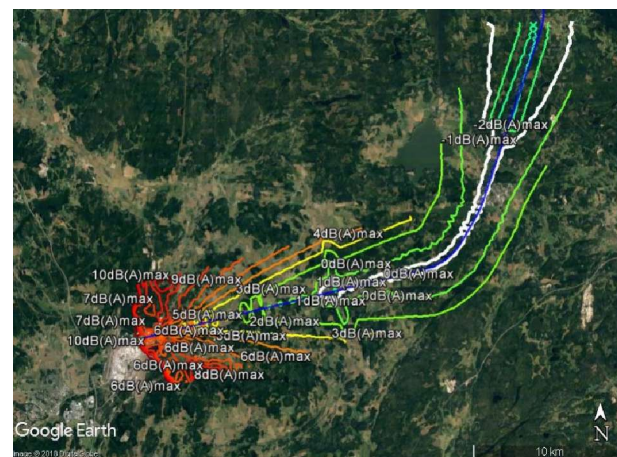 -2dB(A)max
-1dB(A)max
4dB(A)max
0dB(A)max
10dB(A)max
9dB(A)max
0dB(A)max
3dB(A)max
1dB(A)max
0dB(A)max
7dB(A)max
1dB(A)max
5dB(A)max
7dB(A)max
2dB(A)max
6dB(A)max
3dB(A)max
10dB(A)max
6dB(A)max
6dB(A)max
6dB(A)max
8dB(A)max
6dB(A)max
Google Earth
N
10 km